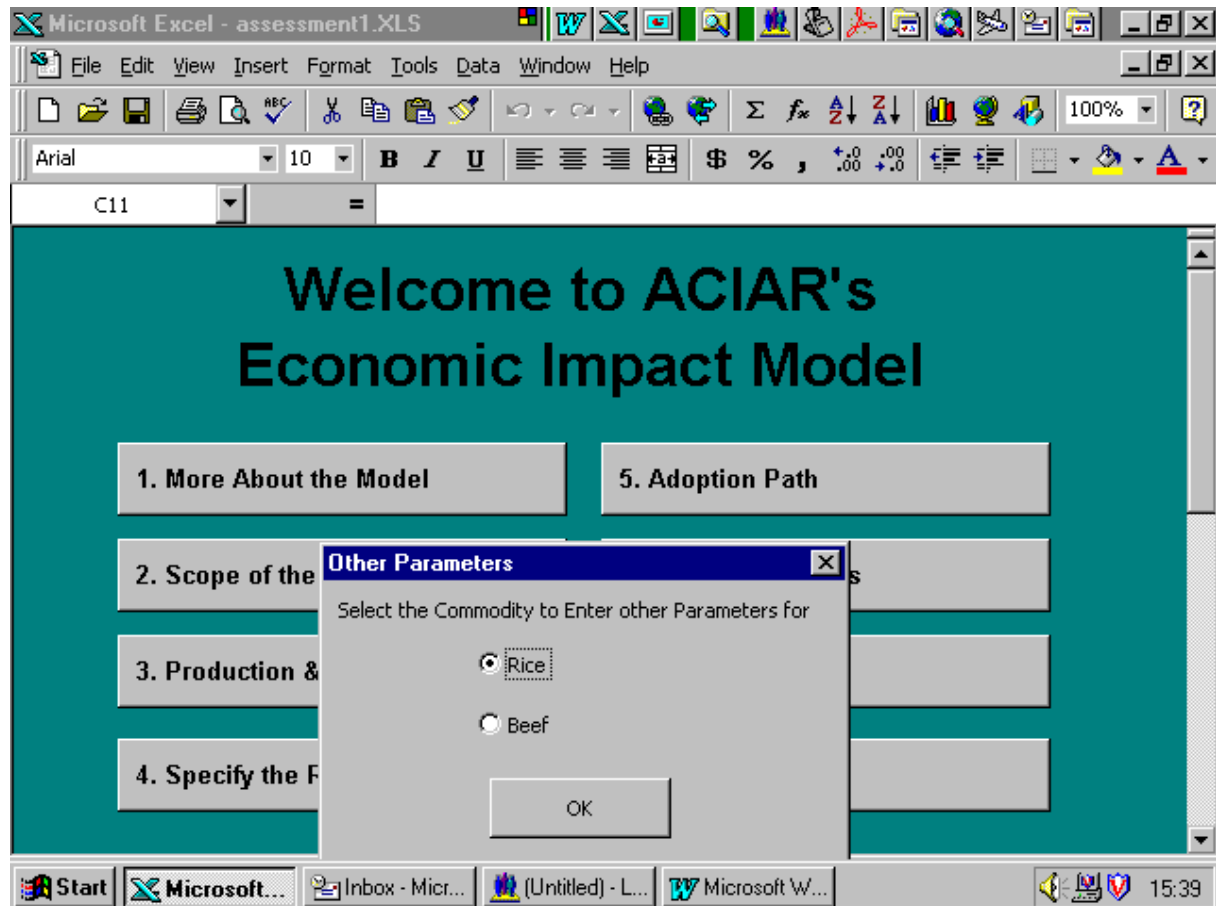 Microsoft Excel - assessment1.XLS
File Edit View Insert Format Tools Data Window Help
100%
Arial 10 B I U $ % ,
C11 =
Welcome to ACIAR's
Economic Impact Model
1. More About the Model
5. Adoption Path
2. Scope of the
s
3. Production &
4. Specify the
Other Parameters
Select the Commodity to Enter other Parameters for
Rice
Beef
OK
Start Microsoft... Inbox - Micr... (Untitled) - L... Microsoft W... 15:39